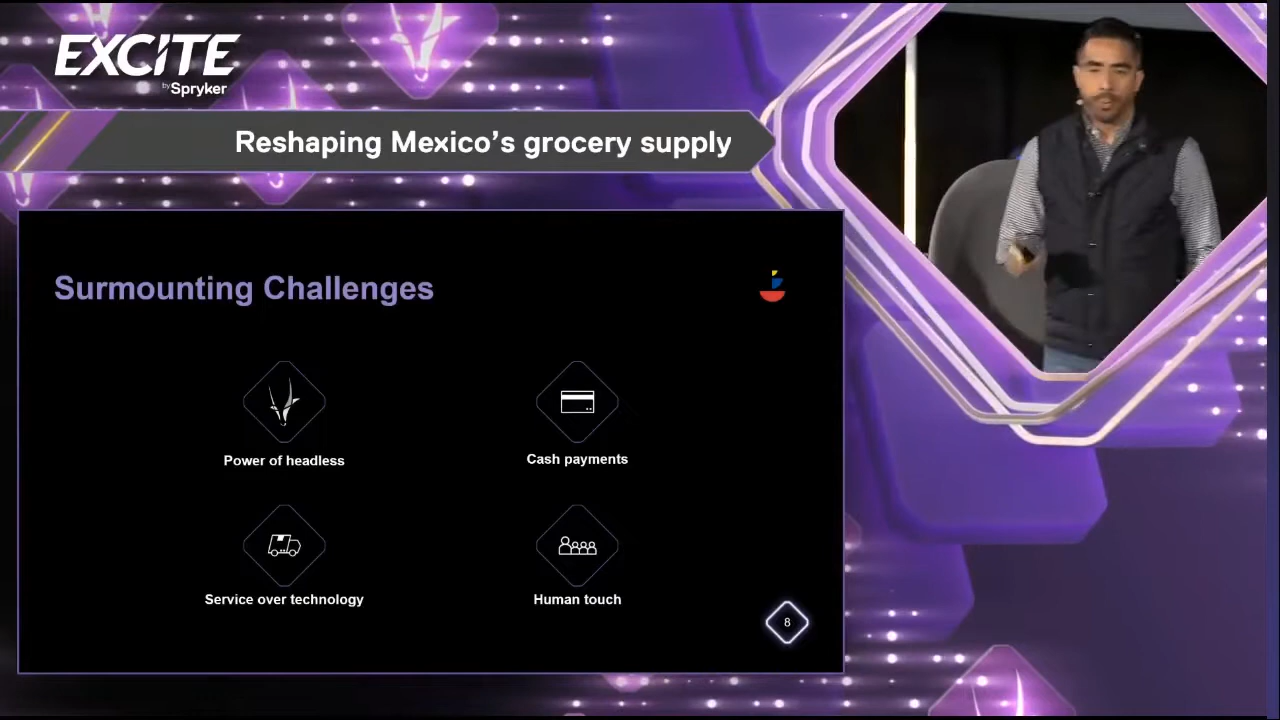 EXCITE
by Spryker
Reshaping Mexico's grocery supply
Surmounting Challenges
Power of headless
Cash payments
Service over technology
Human touch
8